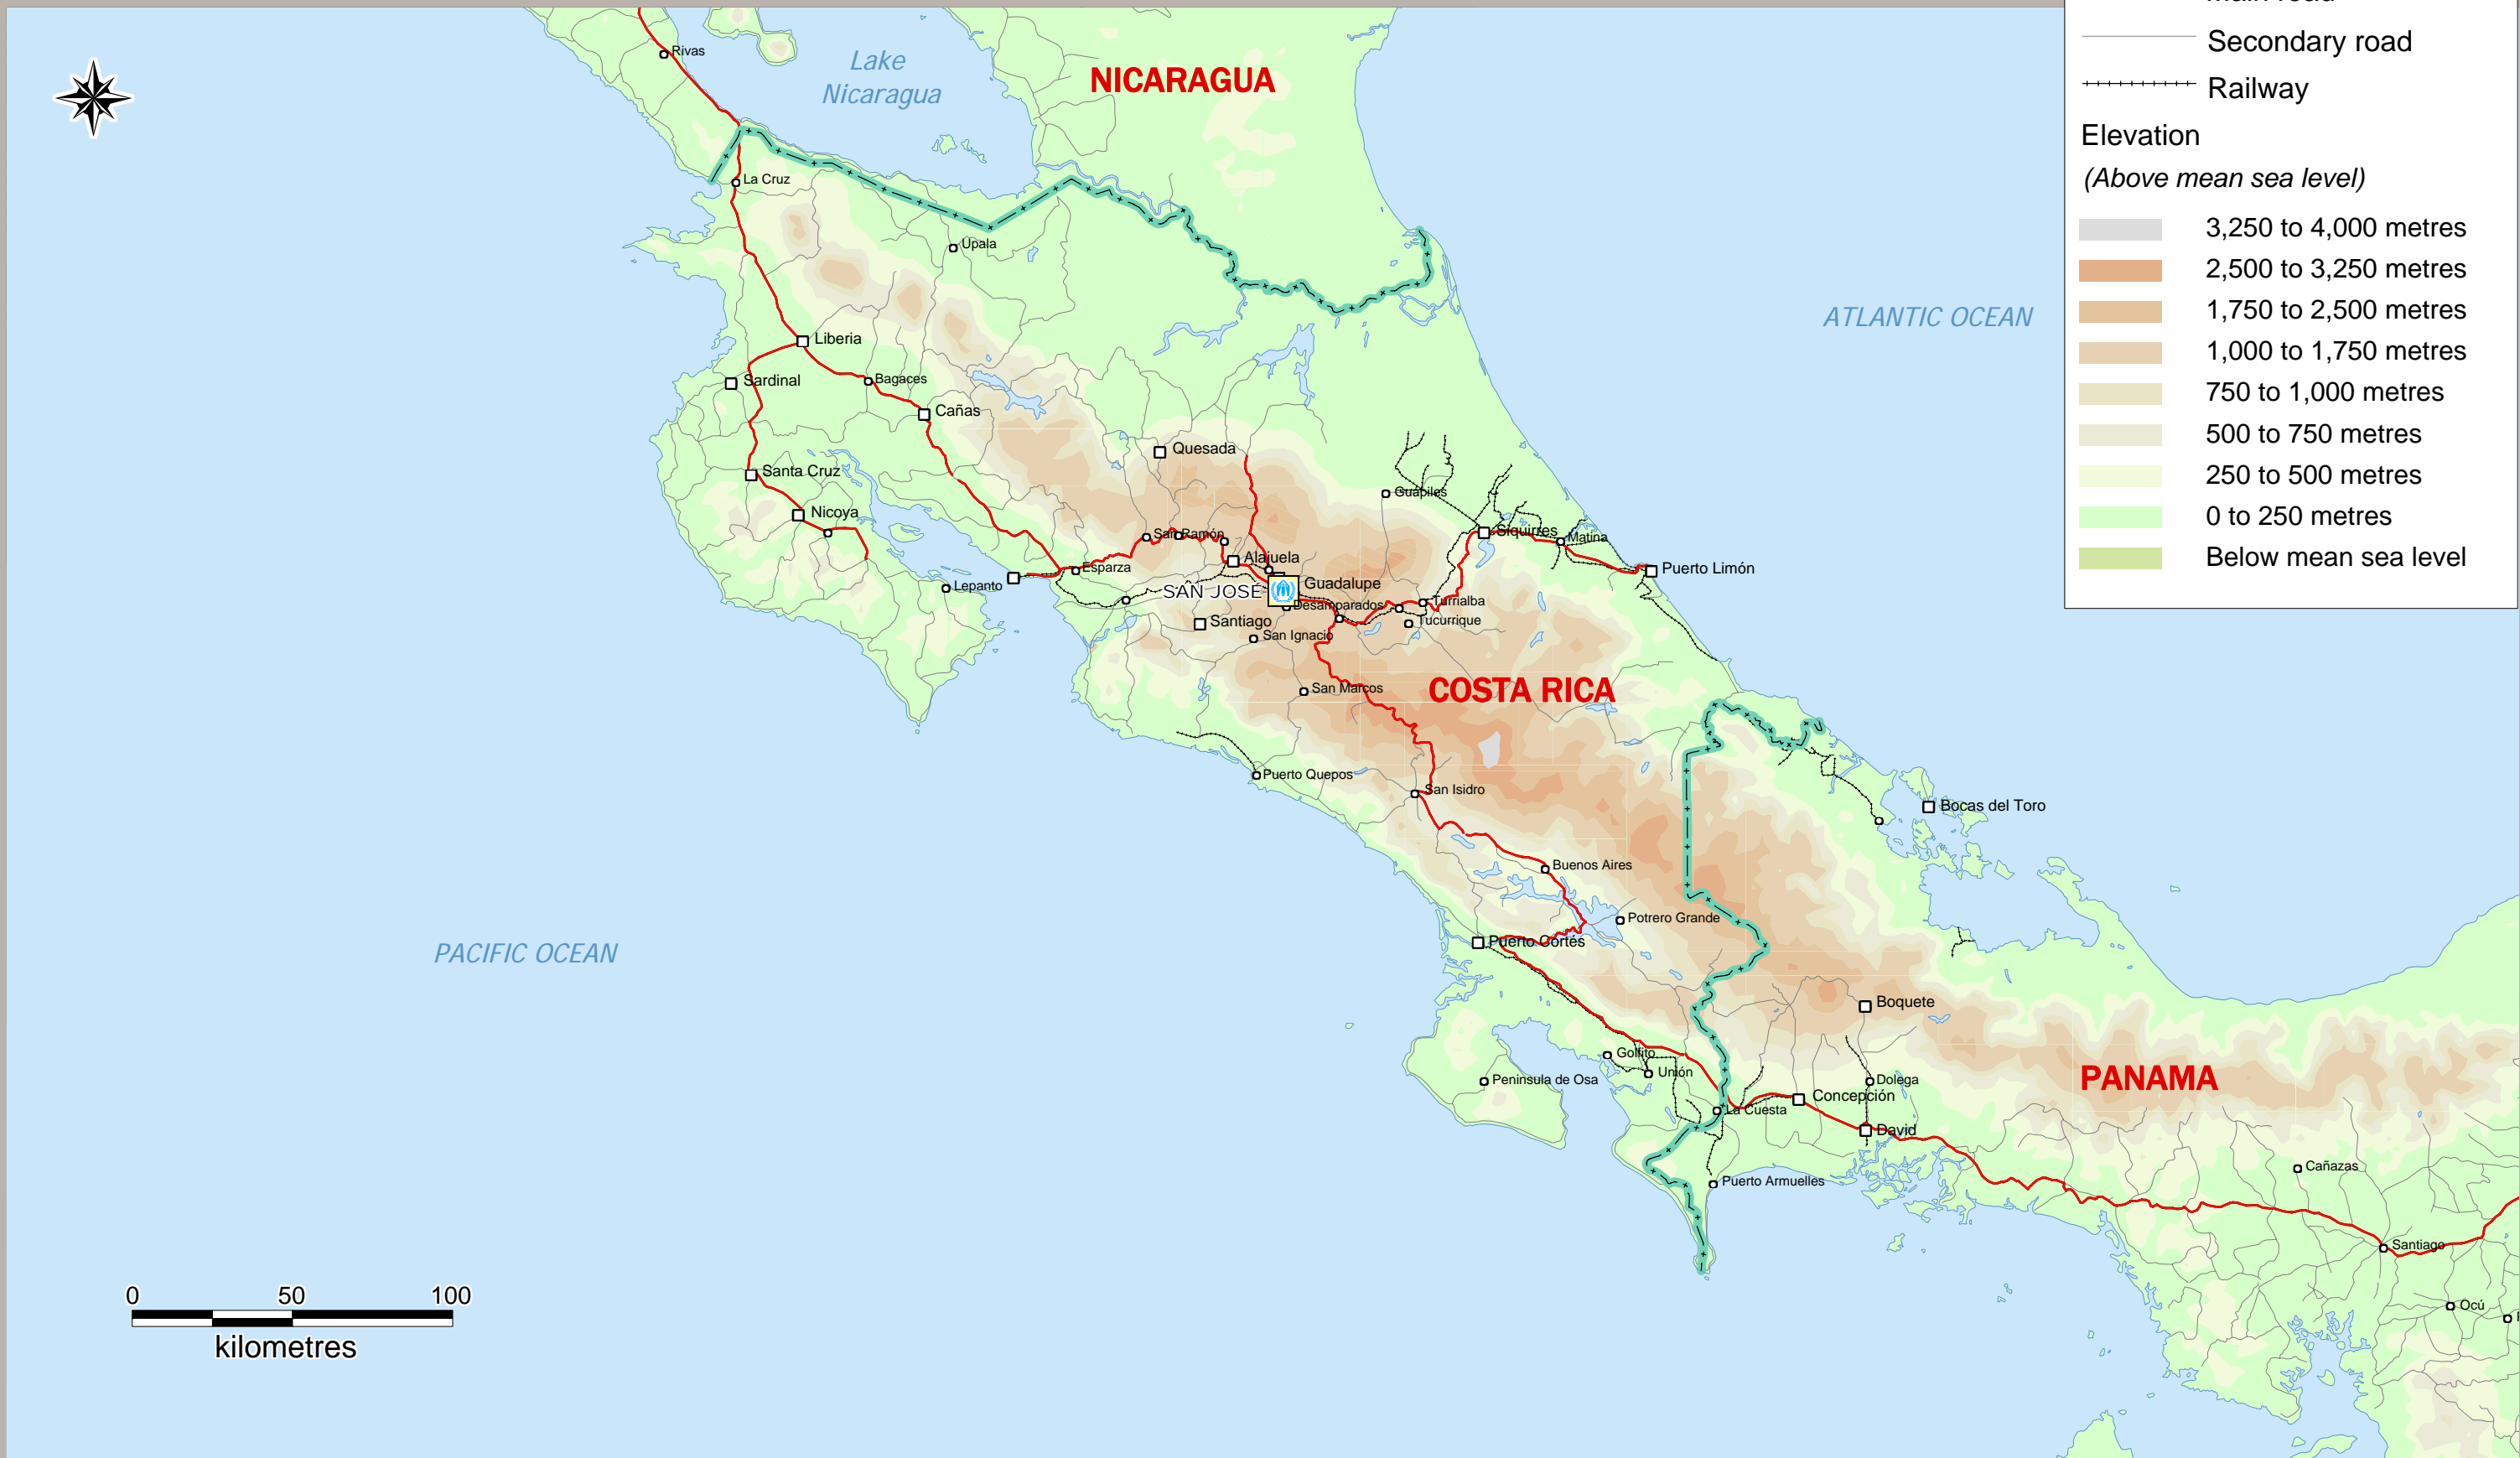 Main road
Secondary road
Railway
Elevation
(Above mean sea level)
3,250 to 4,000 metres
2,500 to 3,250 metres
1,750 to 2,500 metres
1,000 to 1,750 metres
750 to 1,000 metres
500 to 750 metres
250 to 500 metres
0 to 250 metres
Below mean sea level
Rivas
Lake
Nicaragua
NICARAGUA
La Cruz
Upala
ATLANTIC OCEAN
Liberia
Sardinal
Bagaces
Cañas
Quesada
Santa Cruz
Guápiles
Nicoya
San Ramón
Siquirres
Matina
Alajuela
Esparza
Puerto Limón
Lepanto
SAN JOSÉ
Guadalupe
Desamparados
Turrialba
Santiago
Tucurrique
San Ignacio
San Marcos
COSTA RICA
Puerto Quepos
San Isidro
Bocas del Toro
Buenos Aires
Potrero Grande
Puerto Cortés
PACIFIC OCEAN
Boquete
Golfito
Unión
Peninsula de Osa
Dolega
PANAMA
Concepción
La Cuesta
David
Cañazas
Puerto Armuelles
Santiago
Ocú
0 50 100
kilometres